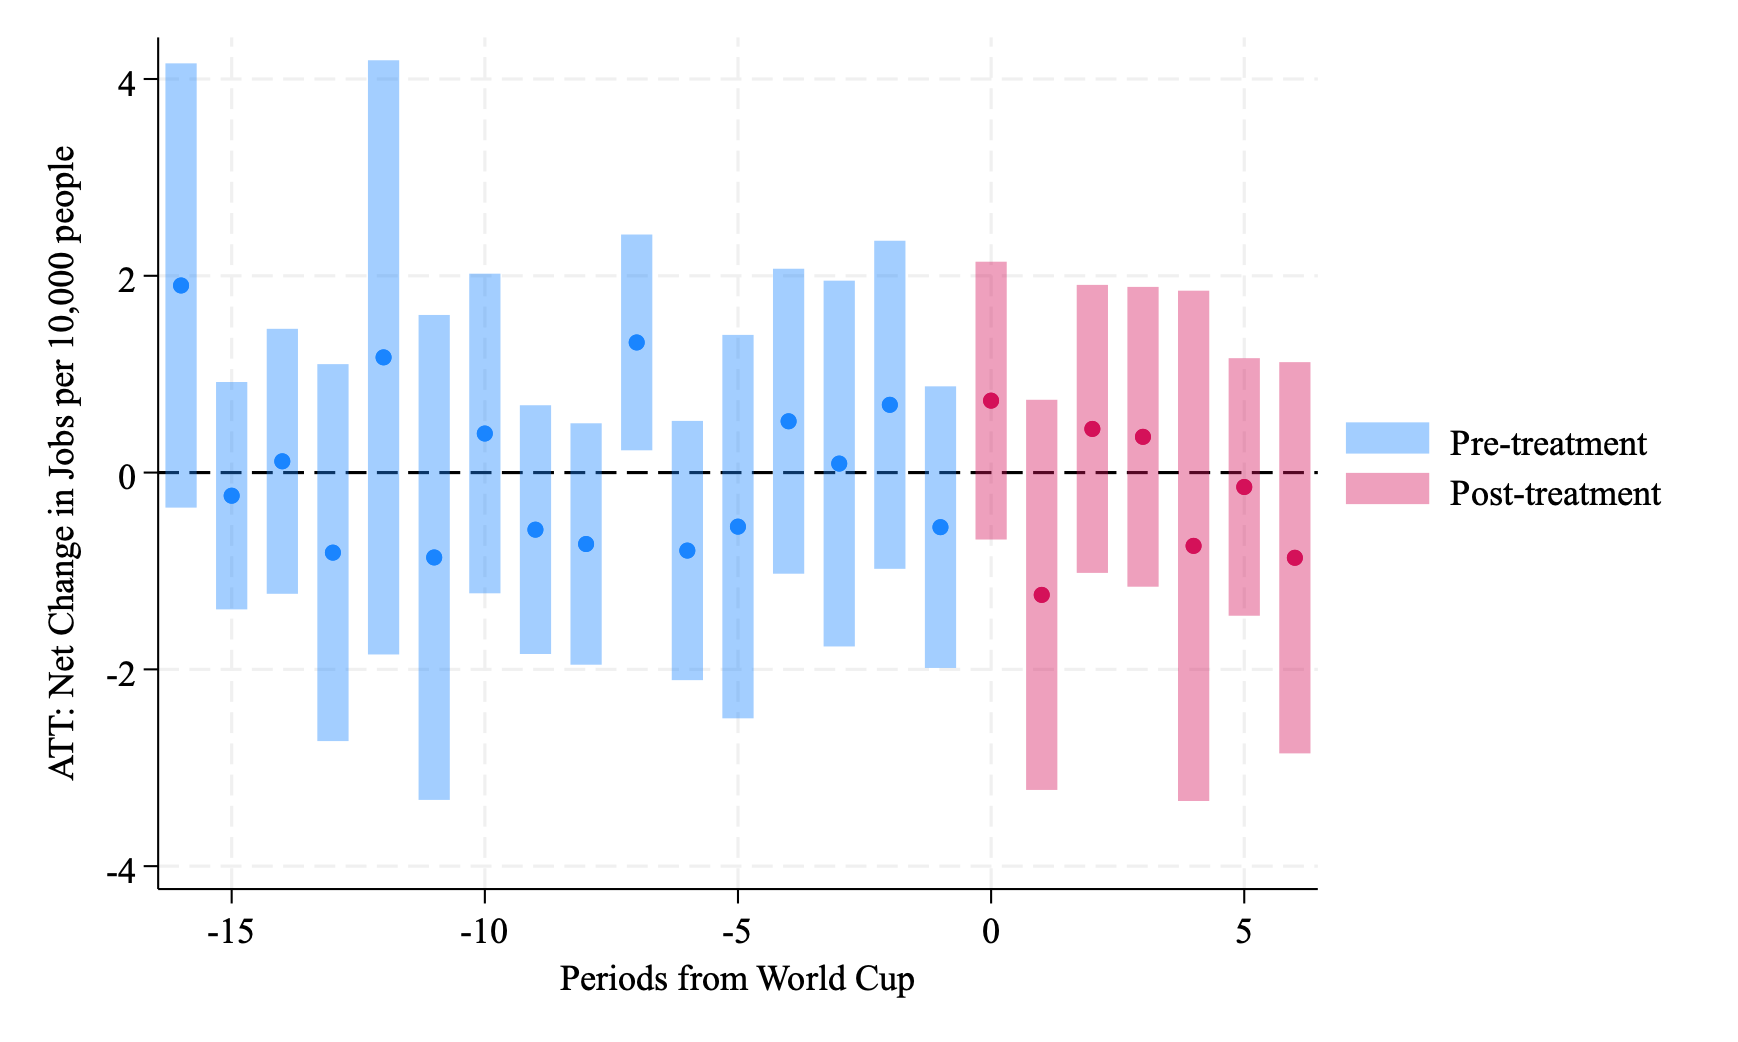 ATT: Net Change in Jobs per 10,000 people
4
2
0
-2
-4
-15 -10 -5 0 5
Periods from World Cup
Pre-treatment
Post-treatment